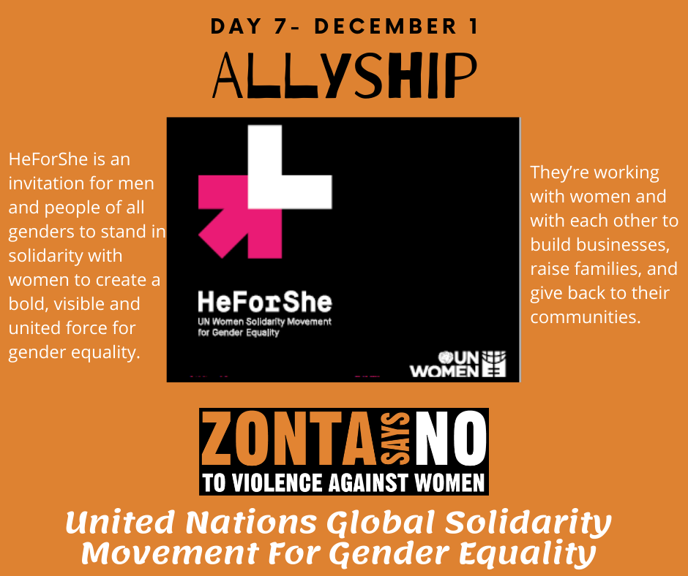 DAY 7- DECEMBER 1
ALLYSHIP
HeForShe is an
invitation for men
and people of all
genders to stand in
solidarity with
women to create a
bold, visible and
united force for
gender equality.
HeForShe
UN Women Solidarity Movement
for Gender Equality
UN
WOMEN
They're working
with women and
with each other to
build businesses,
raise families, and
give back to their
communities.
ZONTA SAYS NO
TO VIOLENCE AGAINST WOMEN
United Nations Global Solidarity
Movement For Gender Equality